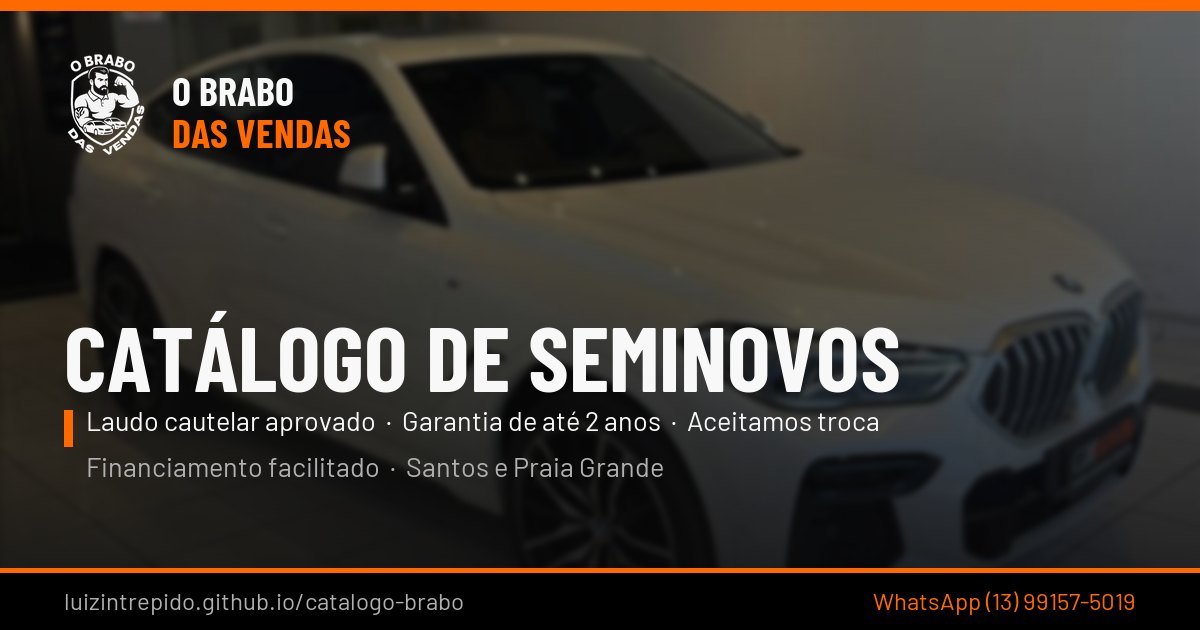 O BRABO
DAS VENDAS
O BRABO
DAS VENDAS
CATÁLOGO DE SEMINOVOS
Laudo cautelar aprovado · Garantia de até 2 anos · Aceitamos troca
Financiamento facilitado · Santos e Praia Grande
luizintrepido.github.io/catalogo-brabo
WhatsApp (13) 99157-5019